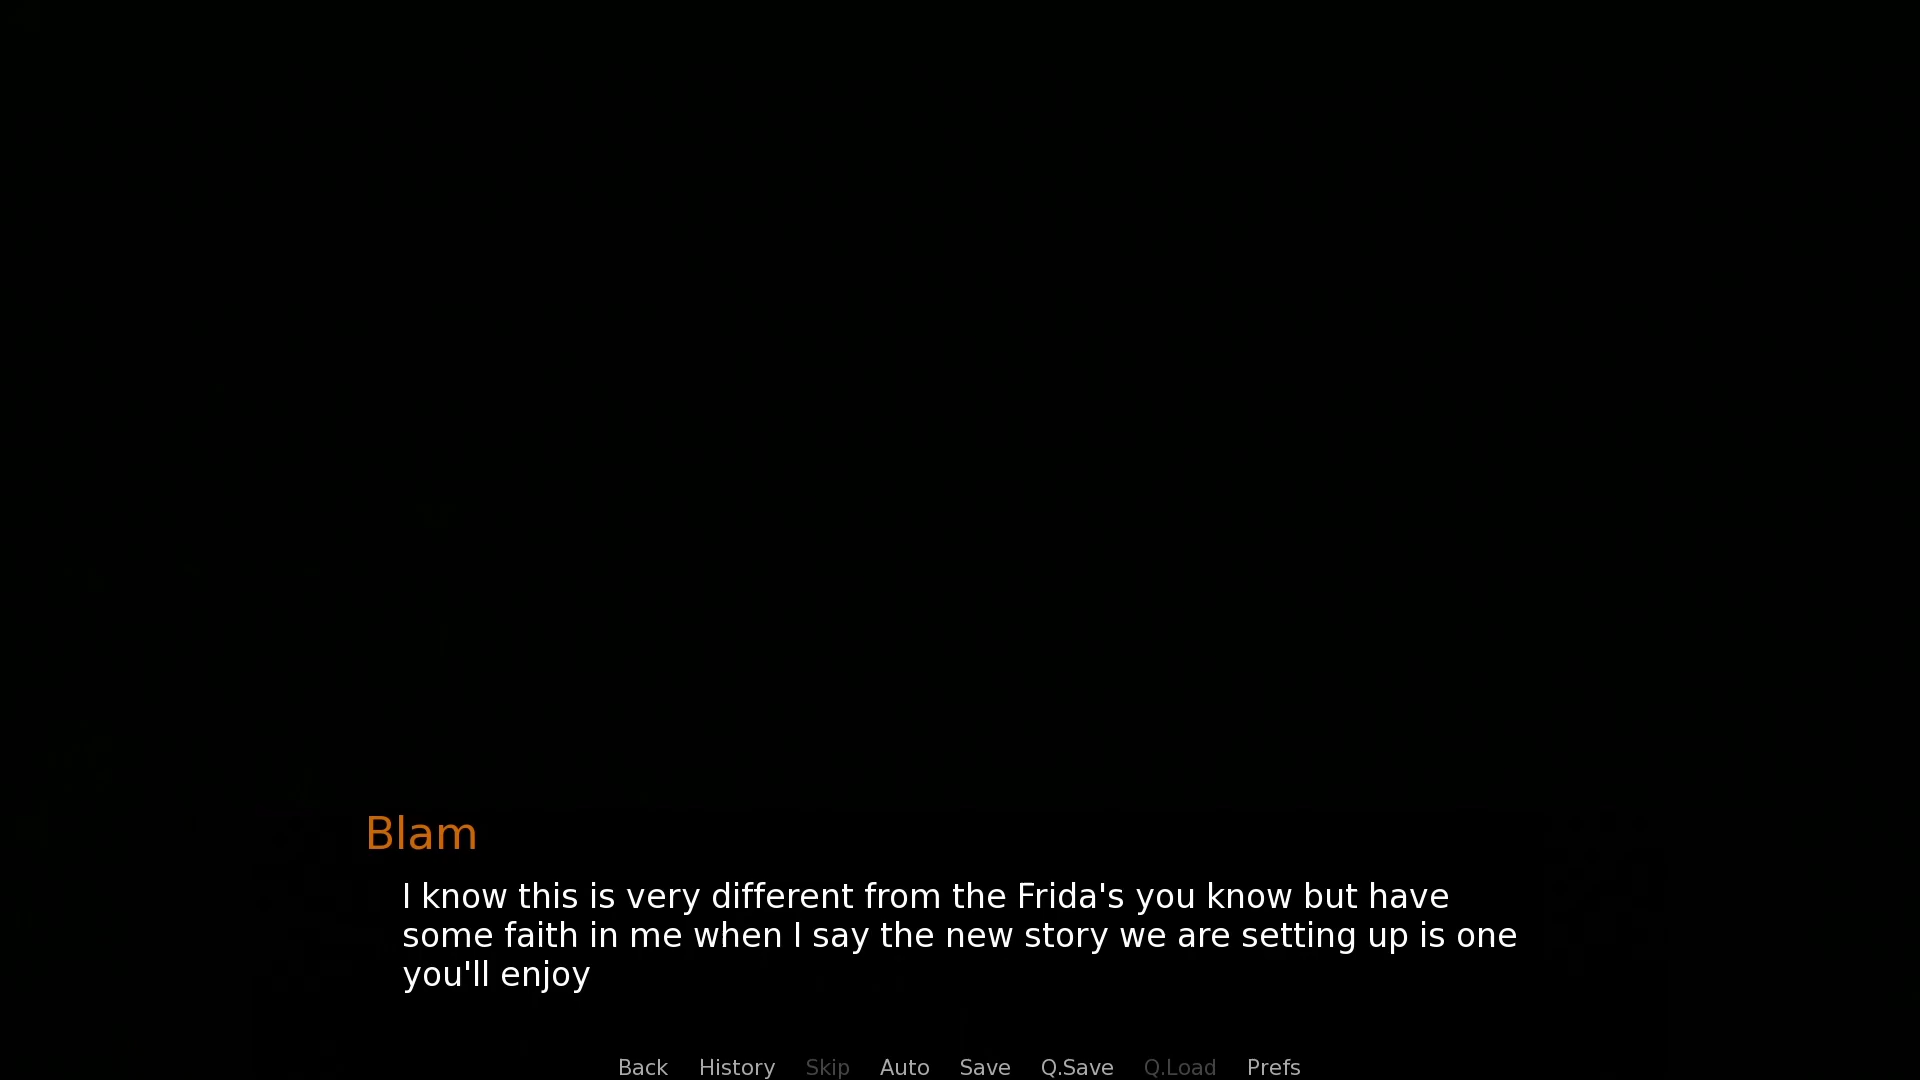 Blam
I know this is very different from the Frida's you know but have
some faith in me when I say the new story we are setting up is one
you'll enjoy
Back History Skip Auto Save Q.Save Q.Load Prefs